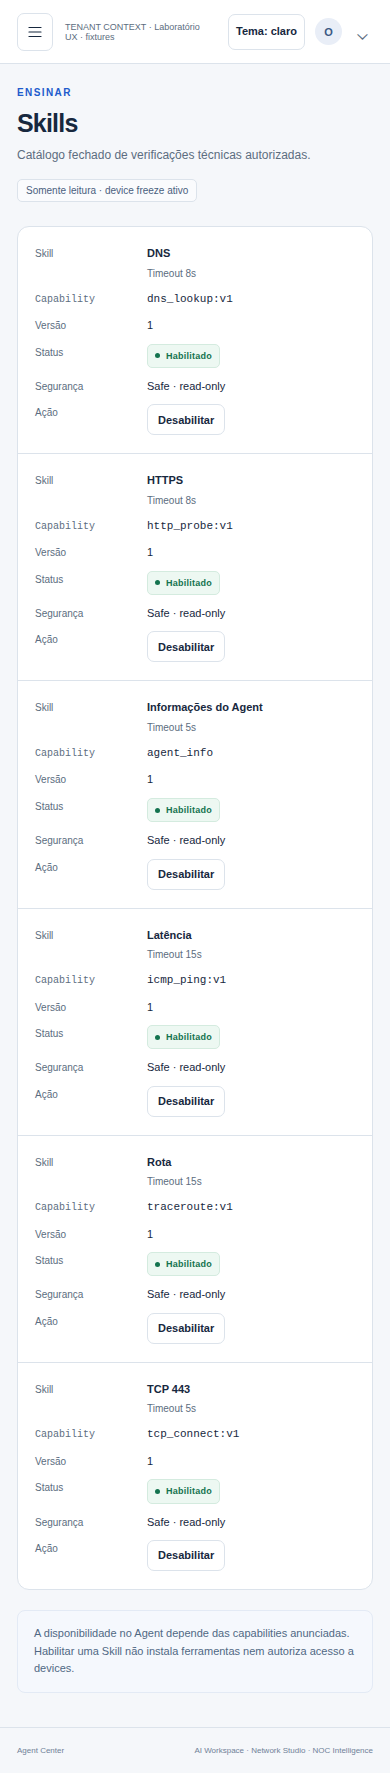 TENANT CONTEXT · Laboratório
UX · fixtures
Tema: claro
O
ENSINAR
Skills
Catálogo fechado de verificações técnicas autorizadas.
Somente leitura · device freeze ativo
Skill DNS
Timeout 8s
Capability dns_lookup:v1
Versão 1
Status Habilitado
Segurança Safe · read-only
Ação Desabilitar
Skill HTTPS
Timeout 8s
Capability http_probe:v1
Versão 1
Status Habilitado
Segurança Safe · read-only
Ação Desabilitar
Skill Informações do Agent
Timeout 5s
Capability agent_info
Versão 1
Status Habilitado
Segurança Safe · read-only
Ação Desabilitar
Skill Latência
Timeout 15s
Capability icmp_ping:v1
Versão 1
Status Habilitado
Segurança Safe · read-only
Ação Desabilitar
Skill Rota
Timeout 15s
Capability traceroute:v1
Versão 1
Status Habilitado
Segurança Safe · read-only
Ação Desabilitar
Skill TCP 443
Timeout 5s
Capability tcp_connect:v1
Versão 1
Status Habilitado
Segurança Safe · read-only
Ação Desabilitar
A disponibilidade no Agent depende das capabilities anunciadas.
Habilitar uma Skill não instala ferramentas nem autoriza acesso a
devices.
Agent Center AI Workspace · Network Studio · NOC Intelligence